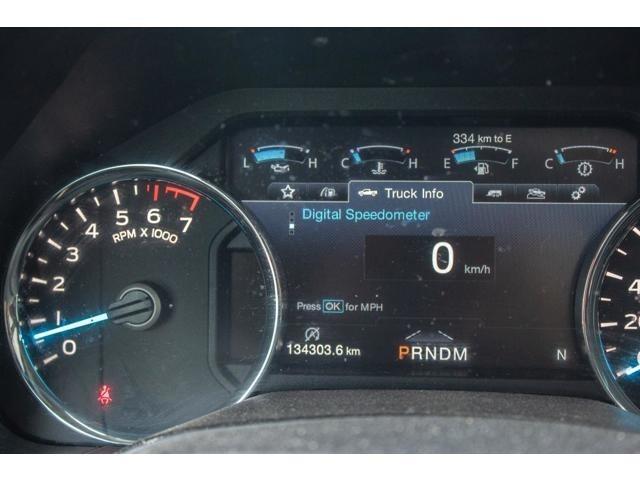 334 km to E
L H C H E F C H
Truck Info
Digital Speedometer
0 km/h
Press OK for MPH
134303.6 km
PRNDM
N
0 1 2 3 4 5 6 7
RPM X 1000